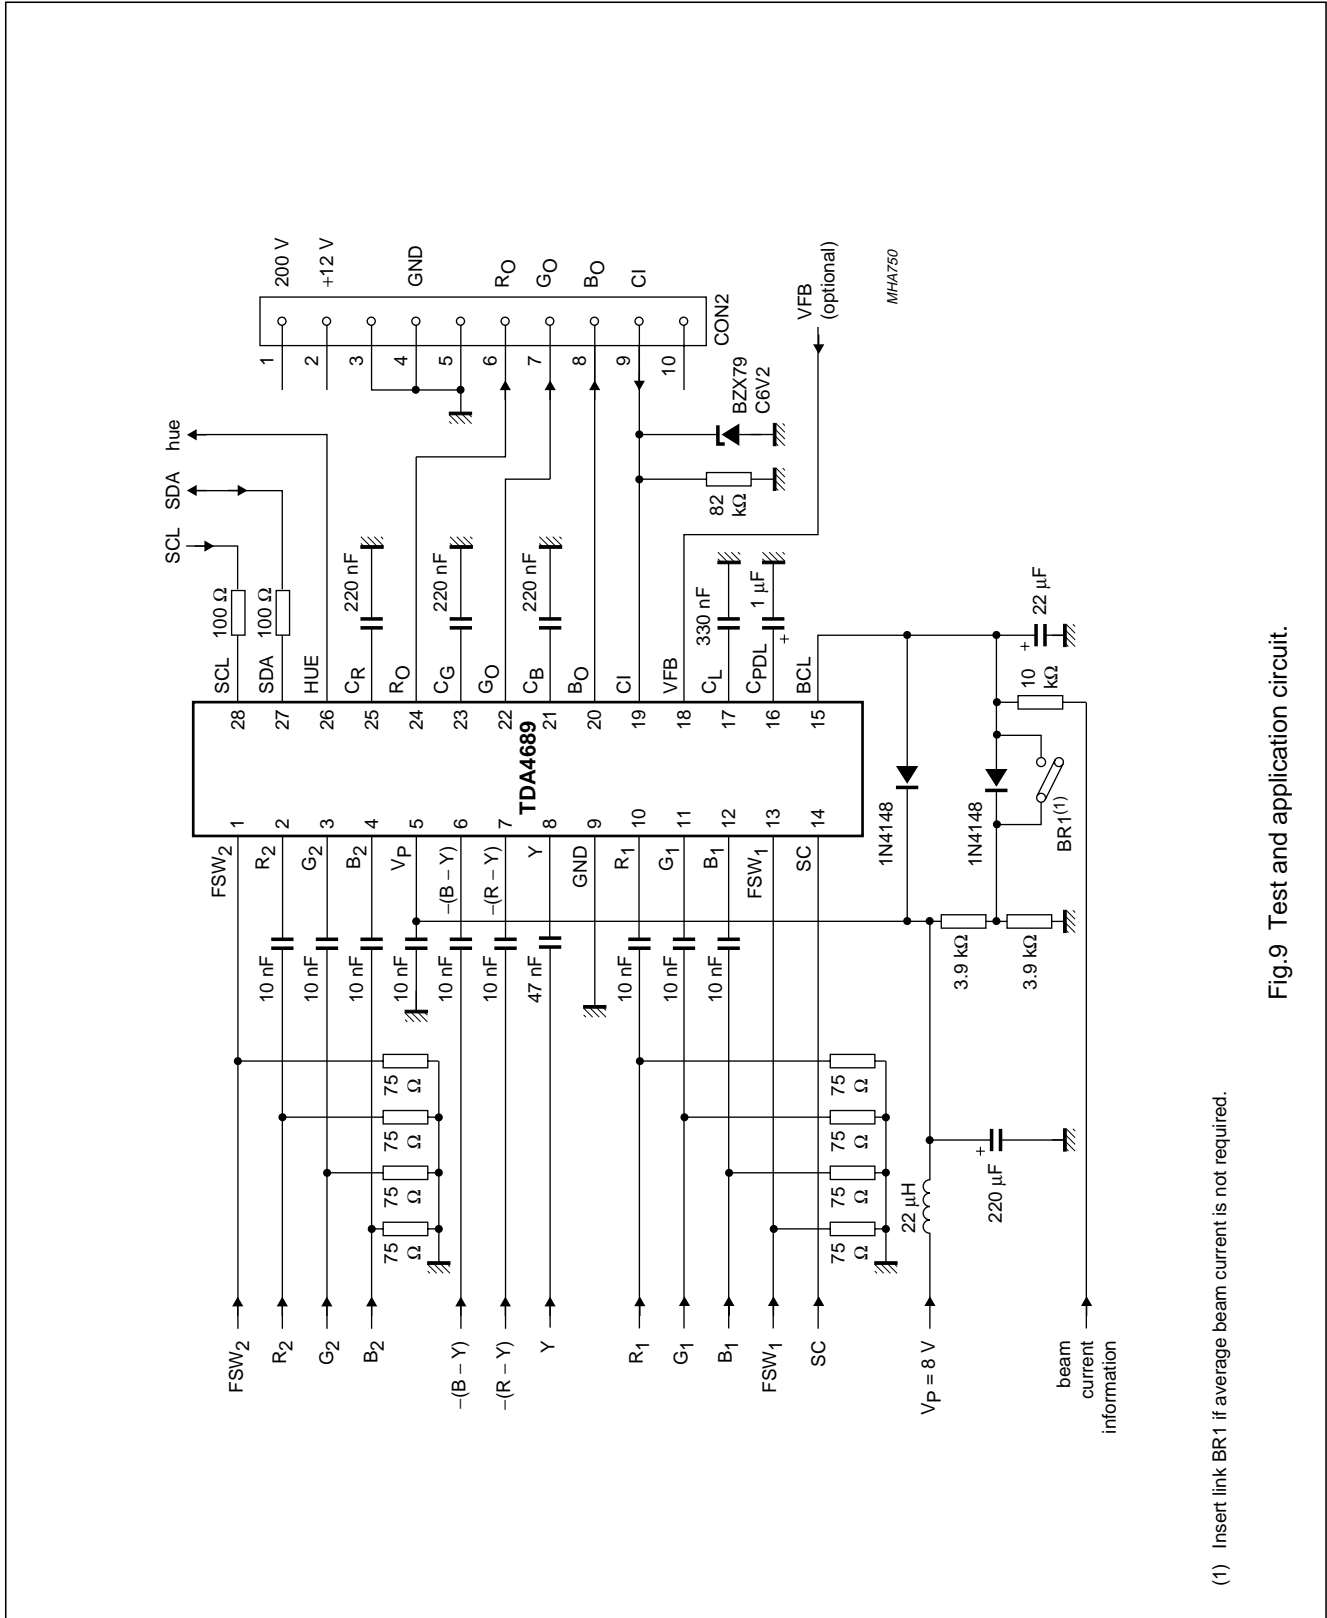 SCL
SDA
hue
1
2
3
4
5
6
7
8
9
10
200 V
+12 V
GND
RO
GO
BO
CI
CON2
VFB
(optional)
MHA750
BZX79
C6V2
82
kΩ
100 Ω
100 Ω
220 nF
220 nF
220 nF
330 nF
1 µF
+
SCL
SDA
HUE
CR
RO
CG
GO
CB
BO
CI
VFB
CL
CPDL
BCL
28
27
26
25
24
23
22
21
20
19
18
17
16
15
TDA4689
1
2
3
4
5
6
7
8
9
10
11
12
13
14
FSW2
R2
G2
B2
VP
−(B − Y)
−(R − Y)
Y
GND
R1
G1
B1
FSW1
SC
10 nF
10 nF
10 nF
10 nF
10 nF
10 nF
47 nF
10 nF
10 nF
10 nF
+
22 µF
10
kΩ
1N4148
1N4148
BR1(1)
3.9 kΩ
3.9 kΩ
75
Ω
75
Ω
75
Ω
75
Ω
75
Ω
75
Ω
75
Ω
75
Ω
22 µH
+
220 µF
FSW2
R2
G2
B2
−(B − Y)
−(R − Y)
Y
R1
G1
B1
FSW1
SC
VP = 8 V
beam
current
information
(1) Insert link BR1 if average beam current is not required.
Fig.9 Test and application circuit.